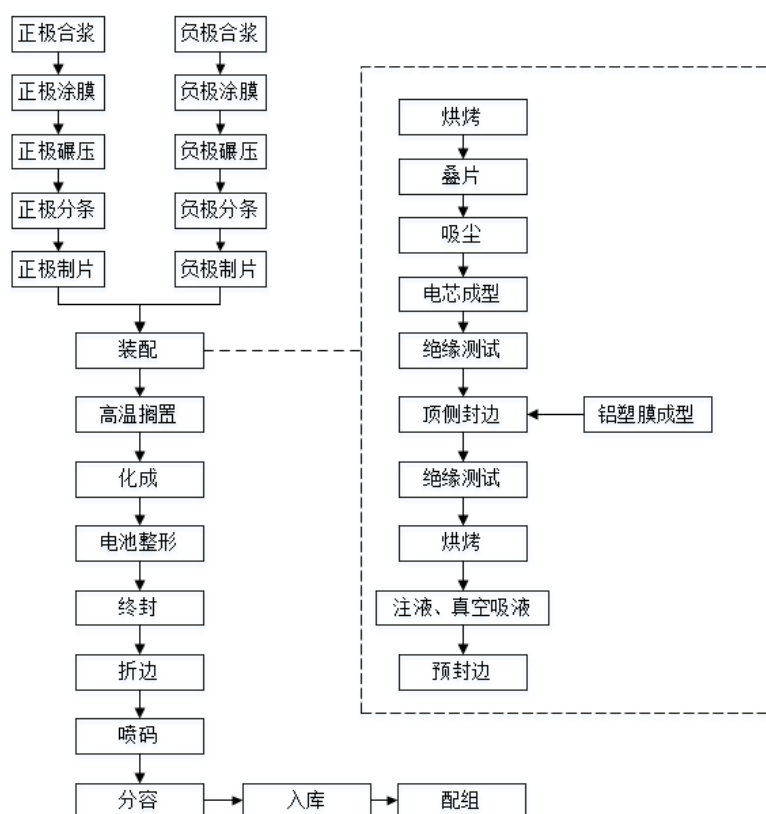 正极合浆
负极合浆
正极涂膜
负极涂膜
正极碾压
负极碾压
正极分条
负极分条
正极制片
负极制片
装配
高温搁置
化成
电池整形
终封
折边
喷码
分容
入库
配组
烘烤
叠片
吸尘
电芯成型
绝缘测试
顶侧封边
铝塑膜成型
绝缘测试
烘烤
注液、真空吸液
预封边